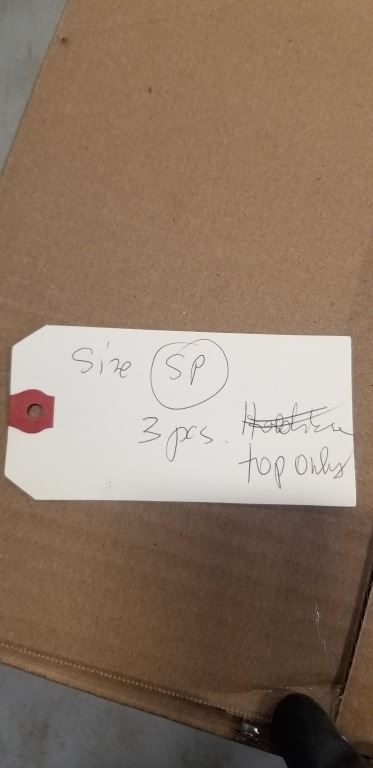 Size SP
3 pcs.
top only